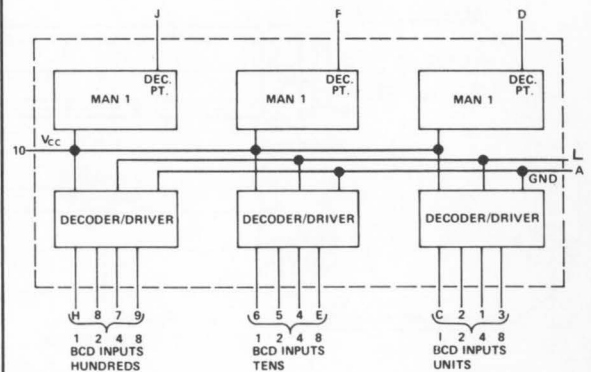 J F D
DEC. PT. DEC. PT. DEC. PT.
MAN 1 MAN 1 MAN 1
VCC
10
L
A
GND
DECODER/DRIVER DECODER/DRIVER DECODER/DRIVER
H 8 7 9 6 5 4 E C 2 1 3
1 2 4 8 1 2 4 8 1 2 4 8
BCD INPUTS BCD INPUTS BCD INPUTS
HUNDREDS TENS UNITS